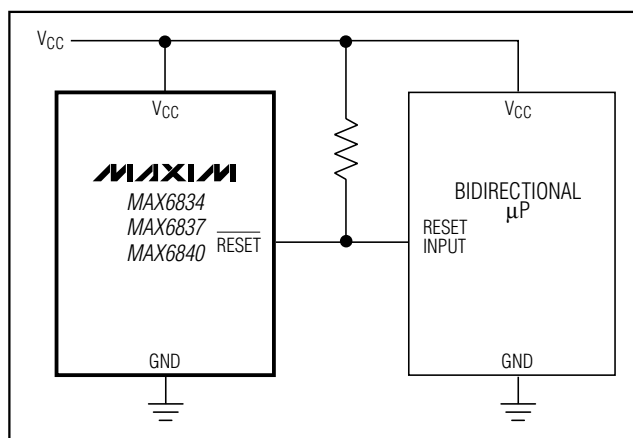 VCC
VCC
MAXIM
MAX6834
MAX6837
MAX6840
RESET
GND
VCC
BIDIRECTIONAL
µP
RESET
INPUT
GND